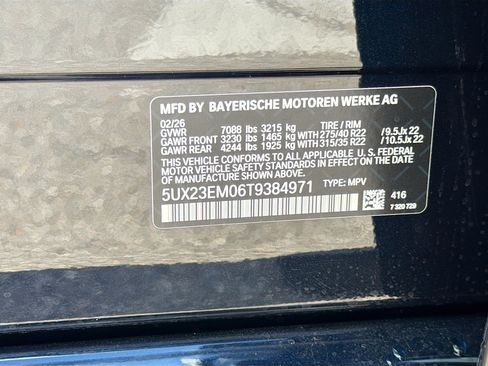 MFD BY BAYERISCHE MOTOREN WERKE AG
02/26
GVWR 7088 lbs 3215 kg TIRE / RIM
GAWR FRONT 3230 lbs 1465 kg WITH 275/40 R22 / 9.5Jx 22
GAWR REAR 4244 lbs 1925 kg WITH 315/35 R22 / 10.5Jx 22
THIS VEHICLE CONFORMS TO ALL APPLICABLE U. S. FEDERAL
MOTOR VEHICLE SAFETY STANDARDS IN EFFECT ON THE
DATE OF MANUFACTURE SHOWN ABOVE.
5UX23EM06T9384971 TYPE: MPV
416
7 320 729